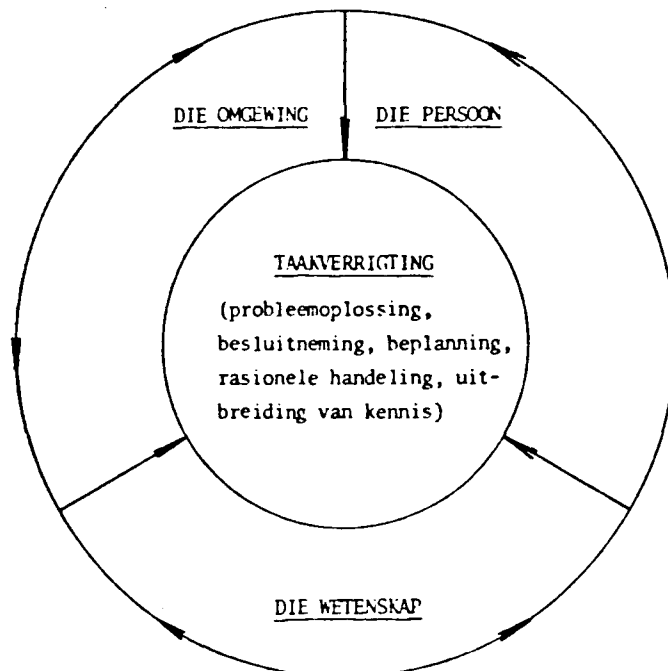 DIE OMGEWING
DIE PERSOON
TAAKVERRIGTING
(probleemoplossing,
besluitneming, beplanning,
rasionele handeling, uit-
breiding van kennis)
DIE WETENSKAP